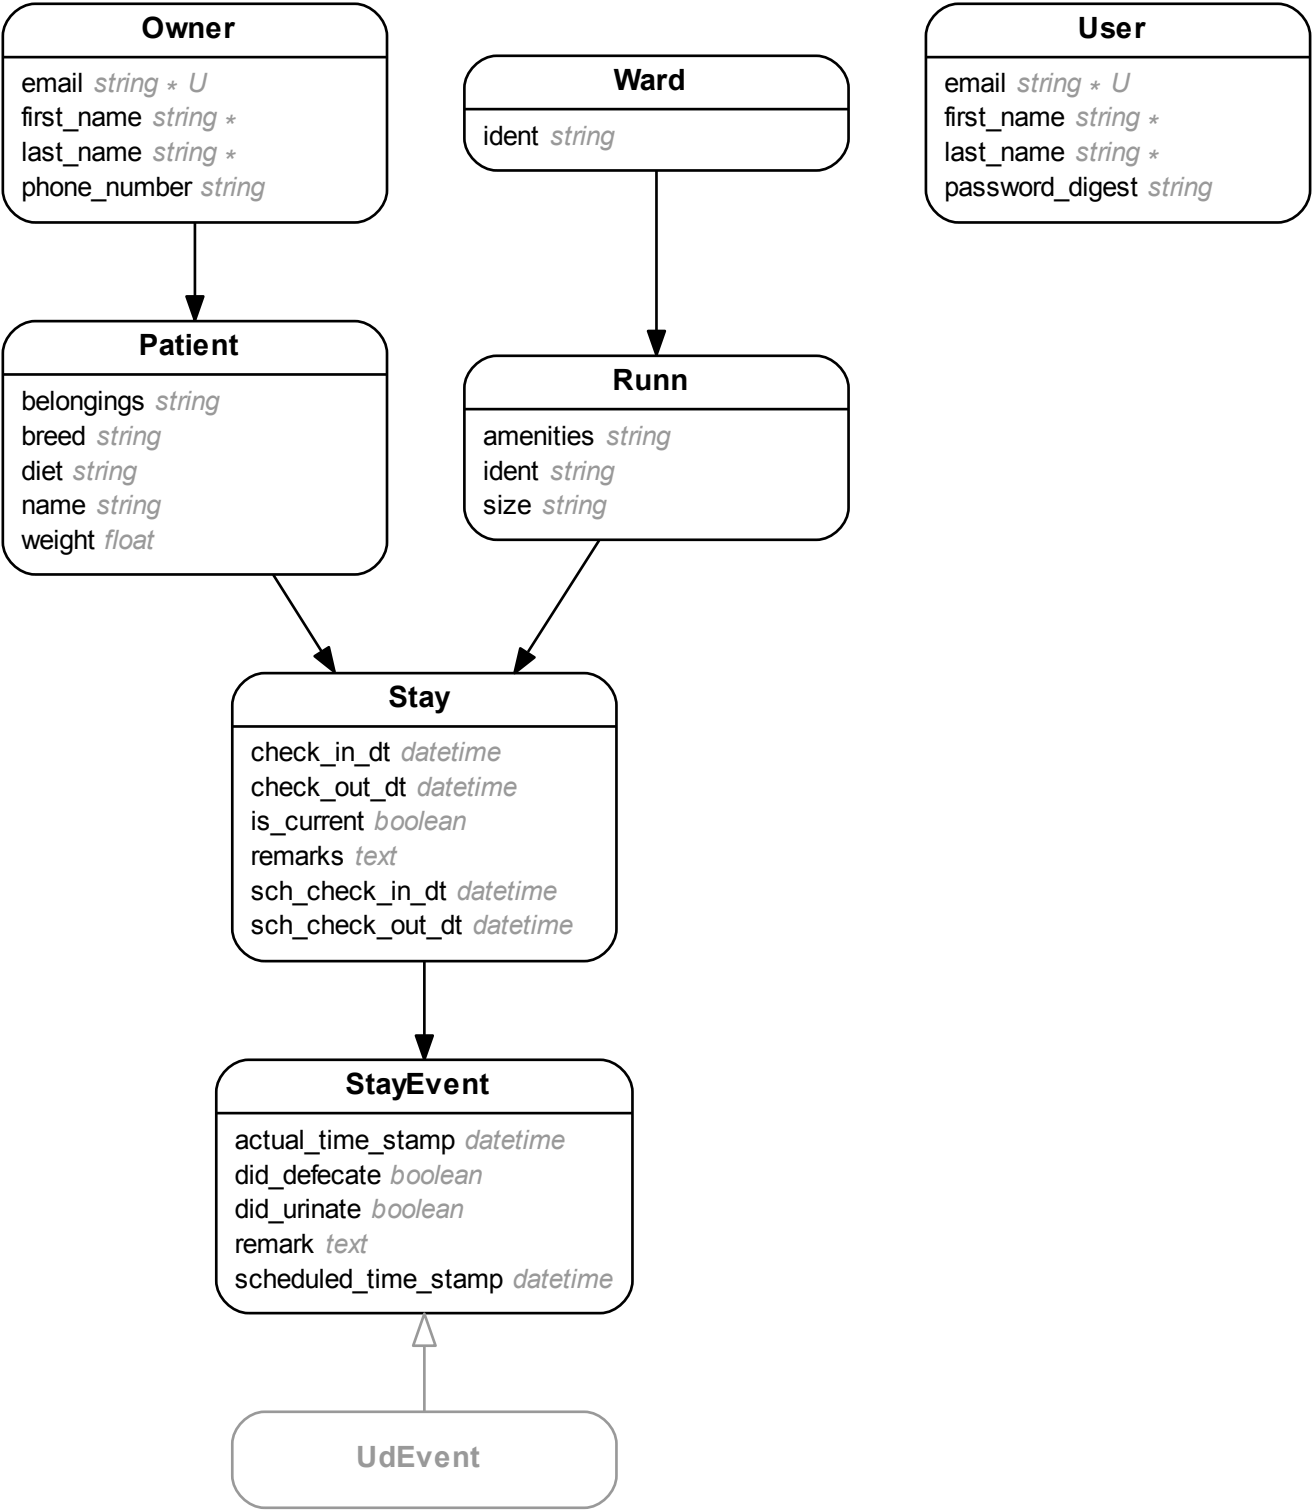 Owner
email string * U
first_name string *
last_name string *
phone_number string
Ward
ident string
User
email string * U
first_name string *
last_name string *
password_digest string
Patient
belongings string
breed string
diet string
name string
weight float
Runn
amenities string
ident string
size string
Stay
check_in_dt datetime
check_out_dt datetime
is_current boolean
remarks text
sch_check_in_dt datetime
sch_check_out_dt datetime
StayEvent
actual_time_stamp datetime
did_defecate boolean
did_urinate boolean
remark text
scheduled_time_stamp datetime
UdEvent